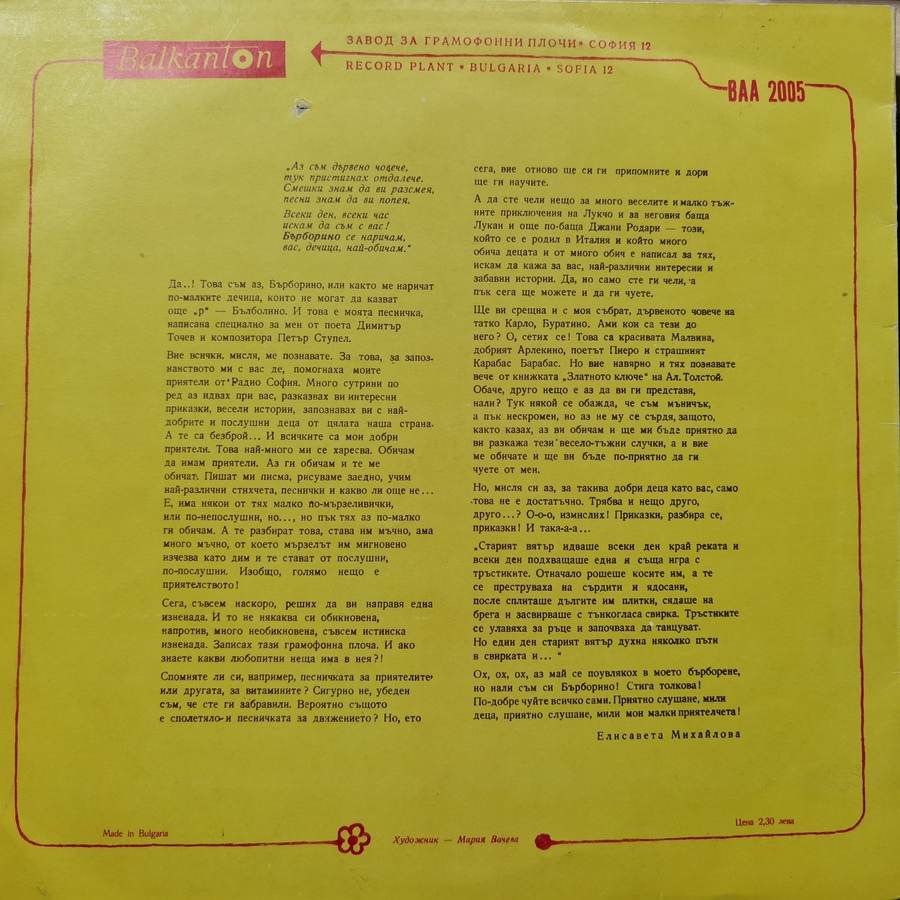 Balkanton
ЗАВОД ЗА ГРАМОФОННИ ПЛОЧИ • СОФИЯ 12
RECORD PLANT • BULGARIA • SOFIA 12
ВАА 2005
„Аз съм дървено човече,
тук пристигнах отдалече.
Смешки знам да ви разсмея,
песни знам да ви попея.
Всеки ден, всеки час
искам да съм с вас!
Бърборино се наричам,
вас, дечица, най-обичам.“
Да..! Това съм аз, Бърборино, или както ме наричат
по-малките дечица, които не могат да казват
още „р“ — Бълболино. И това е моята песничка,
написана специално за мен от поета Димитър
Точев и композитора Петър Ступел.
Вие всички, мисля, ме познавате. За това, за запоз-
нанството ми с вас де, помогнаха моите
приятели от Радио София. Много сутрини по
ред аз идвах при вас, разказвах ви интересни
приказки, весели истории, запознавах ви с най-
добрите и послушни деца от цялата наша страна.
А те са безброй... И всичките са мои добри
приятели. Това най-много ми се харесва. Обичам
да имам приятели. Аз ги обичам и те ме
обичат. Пишат ми писма, рисуваме заедно, учим
най-различни стихчета, песнички и какво ли още не...
Е, има някои от тях малко по-мързеливички,
или по-непослушни, но..., но пък тях аз по-малко
ги обичам. А те разбират това, става им мъчно, ама
много мъчно, от което мързелът им мигновено
изчезва като дим и те стават от послушни,
по-послушни. Изобщо, голямо нещо е
приятелството!
Сега, съвсем наскоро, реших да ви направя една
изненада. И то не някаква си обикновена,
напротив, много необикновена, съвсем истинска
изненада. Записах тази грамофонна плоча. И ако
знаете какви любопитни неща има в нея?!
Спомняте ли си, например, песничката за приятелите
или другата, за витамините? Сигурно не, убеден
съм, че сте ги забравили. Вероятно същото
е сполетяло и песничката за движението? Но, ето
сега, вие отново ще си ги припомните и дори
ще ги научите.
А да сте чели нещо за много веселите и малко тъж-
ните приключения на Лукчо и за неговия баща
Лукан и още по-баща Джани Родари — този,
който се е родил в Италия и който много
обича децата и от много обич е написал за тях,
искам да кажа за вас, най-различни интересни и
забавни истории. Да, но само сте ги чели, а
пък сега ще можете и да ги чуете.
Ще ви срещна и с моя събрат, дървеното човече на
татко Карло, Буратино. Ами кои са тези до
него? О, сетих се! Това са красивата Малвина,
добрият Арлекино, поетът Пиеро и страшният
Карабас Барабас. Но вие навярно и тях познавате
вече от книжката „Златното ключе“ на Ал. Толстой.
Обаче, друго нещо е аз да ви ги представя,
нали? Тук някой се обажда, че съм мъничък,
а пък нескромен, но аз не му се сърдя, защото,
както казах, аз ви обичам и ще ми бъде приятно да
ви разкажа тези весело-тъжни случки, а и вие
ме обичате и ще ви бъде по-приятно да ги
чуете от мен.
Но, мисля си аз, за такива добри деца като вас, само
това не е достатъчно. Трябва и нещо друго,
друго...? О-о-о, измислих! Приказки, разбира се,
приказки! И така-а-а...
„Старият вятър идваше всеки ден край реката и
всеки ден подхващаше една и съща игра с
тръстиките. Отначало рошеше косите им, а те
се преструваха на сърдити и ядосани,
после сплиташе дългите им плитки, сядаше на
брега и засвирваше с тънкогласа свирка. Тръстиките
се улавяха за ръце и започваха да танцуват.
Но един ден старият вятър духна няколко пъти
в свирката и... “
Ох, ох, ох, аз май се поувлякох в моето бърборене,
но нали съм си Бърборино! Стига толкова!
По-добре чуйте всичко сами. Приятно слушане, мили
деца, приятно слушане, мили мои малки приятелчета!
Елисавета Михайлова
Made in Bulgaria
Художник — Мария Вачева
Цена 2,30 лева